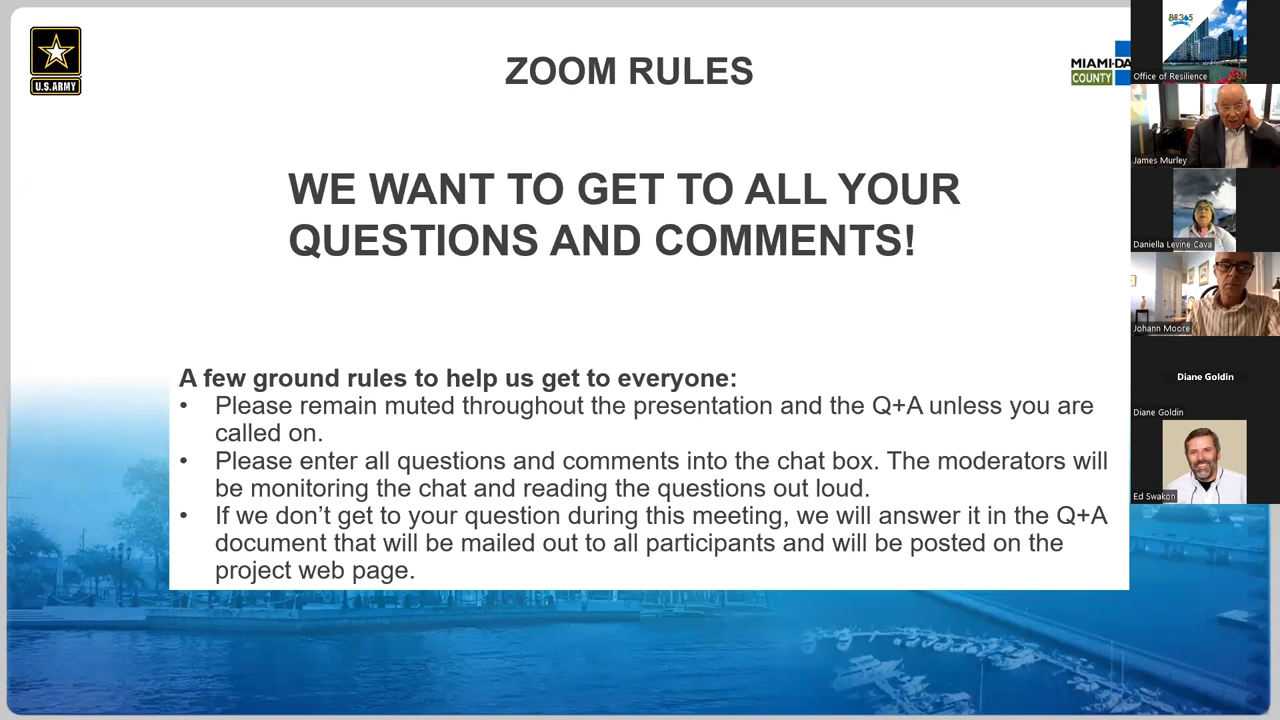 ZOOM RULES
U.S.ARMY
MIAMI-DA
COUNTY
WE WANT TO GET TO ALL YOUR
QUESTIONS AND COMMENTS!
A few ground rules to help us get to everyone:
• Please remain muted throughout the presentation and the Q+A unless you are
called on.
• Please enter all questions and comments into the chat box. The moderators will
be monitoring the chat and reading the questions out loud.
• If we don’t get to your question during this meeting, we will answer it in the Q+A
document that will be mailed out to all participants and will be posted on the
project web page.
Office of Resilience
James Murley
Daniella Levine Cava
Johann Moore
Diane Goldin
Diane Goldin
Ed Swakon